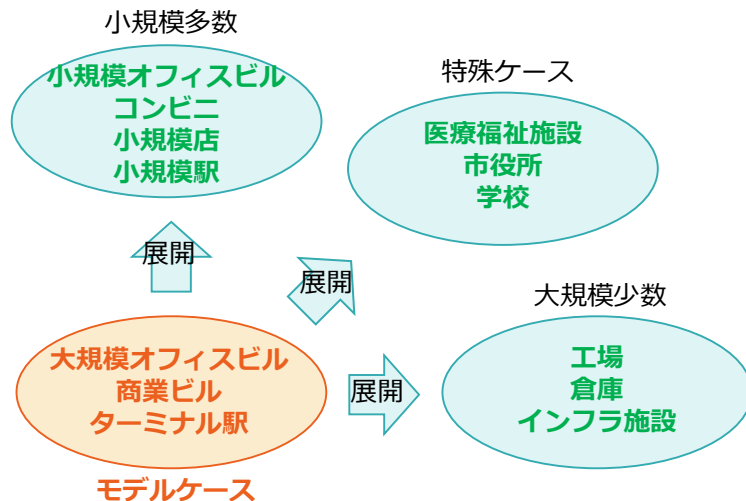 小規模多数
小規模オフィスビル
コンビニ
小規模店
小規模駅
特殊ケース
医療福祉施設
市役所
学校
展開
展開
大規模少数
工場
倉庫
インフラ施設
展開
大規模オフィスビル
商業ビル
ターミナル駅
モデルケース